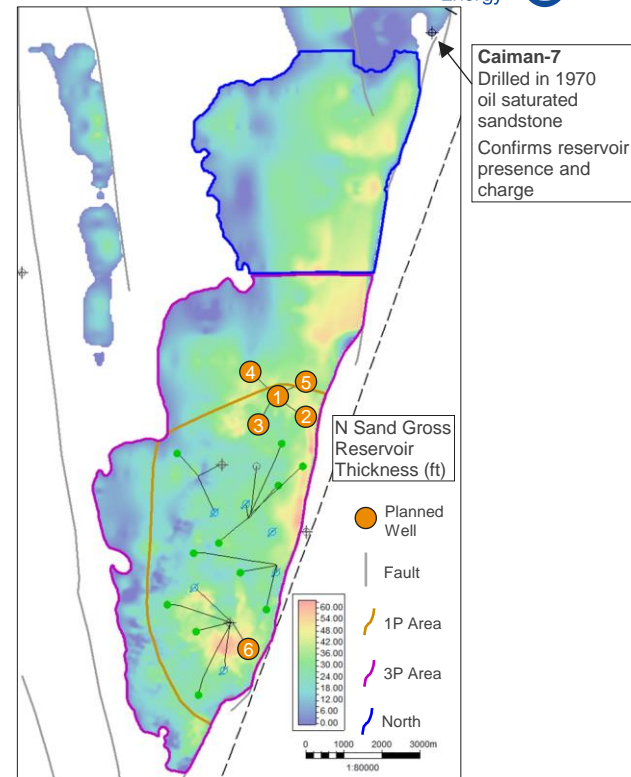 Energy
Caiman-7
Drilled in 1970
oil saturated
sandstone
Confirms reservoir
presence and
charge
4
5
1
2
3
N Sand Gross
Reservoir
Thickness (ft)
Planned
Well
Fault
6
60.00
54.00
48.00
42.00
36.00
30.00
24.00
18.00
12.00
6.00
0.00
1P Area
3P Area
North
0 1000 2000 3000m
1:60000